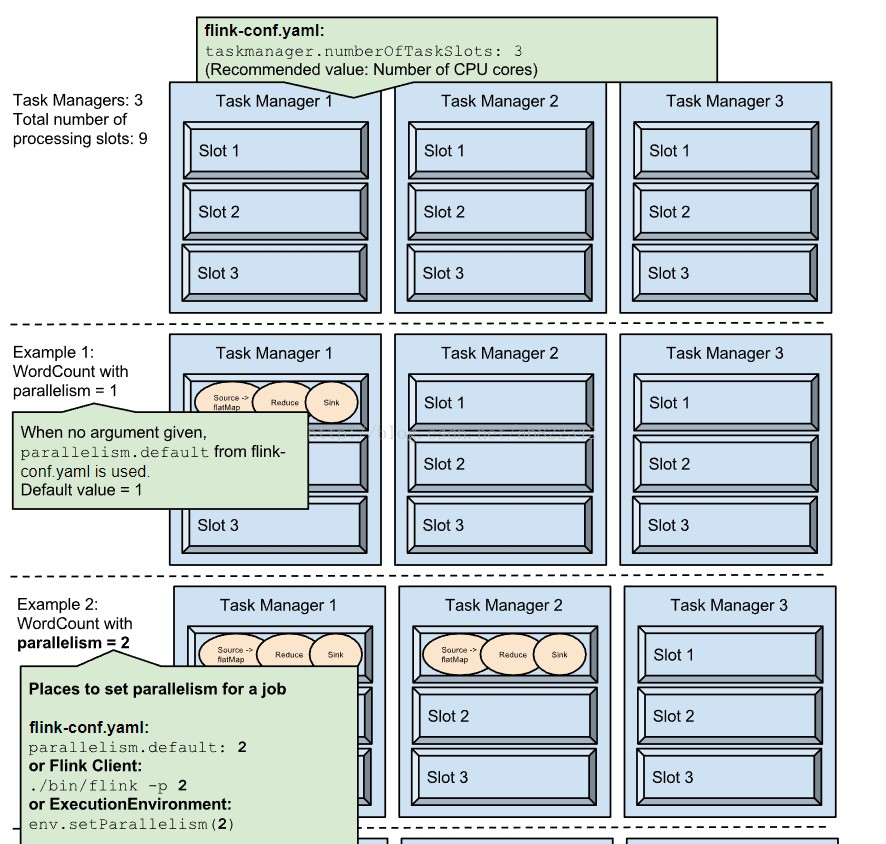 flink-conf.yaml:
taskmanager.numberOfTaskSlots: 3
(Recommended value: Number of CPU cores)
Task Managers: 3
Total number of
processing slots: 9
Task Manager 1
Slot 1
Slot 2
Slot 3
Task Manager 2
Slot 1
Slot 2
Slot 3
Task Manager 3
Slot 1
Slot 2
Slot 3
Example 1:
WordCount with
parallelism = 1
When no argument given,
parallelism.default from flink-
conf.yaml is used.
Default value = 1
Task Manager 1
Source ->
flatMap
Reduce
Sink
Slot 3
Task Manager 2
Slot 1
Slot 2
Slot 3
Task Manager 3
Slot 1
Slot 2
Slot 3
Example 2:
WordCount with
parallelism = 2
Places to set parallelism for a job
flink-conf.yaml:
parallelism.default: 2
or Flink Client:
./bin/flink -p 2
or ExecutionEnvironment:
env.setParallelism(2)
Task Manager 1
Source ->
flatMap
Reduce
Sink
Task Manager 2
Source ->
flatMap
Reduce
Sink
Slot 2
Slot 3
Task Manager 3
Slot 1
Slot 2
Slot 3